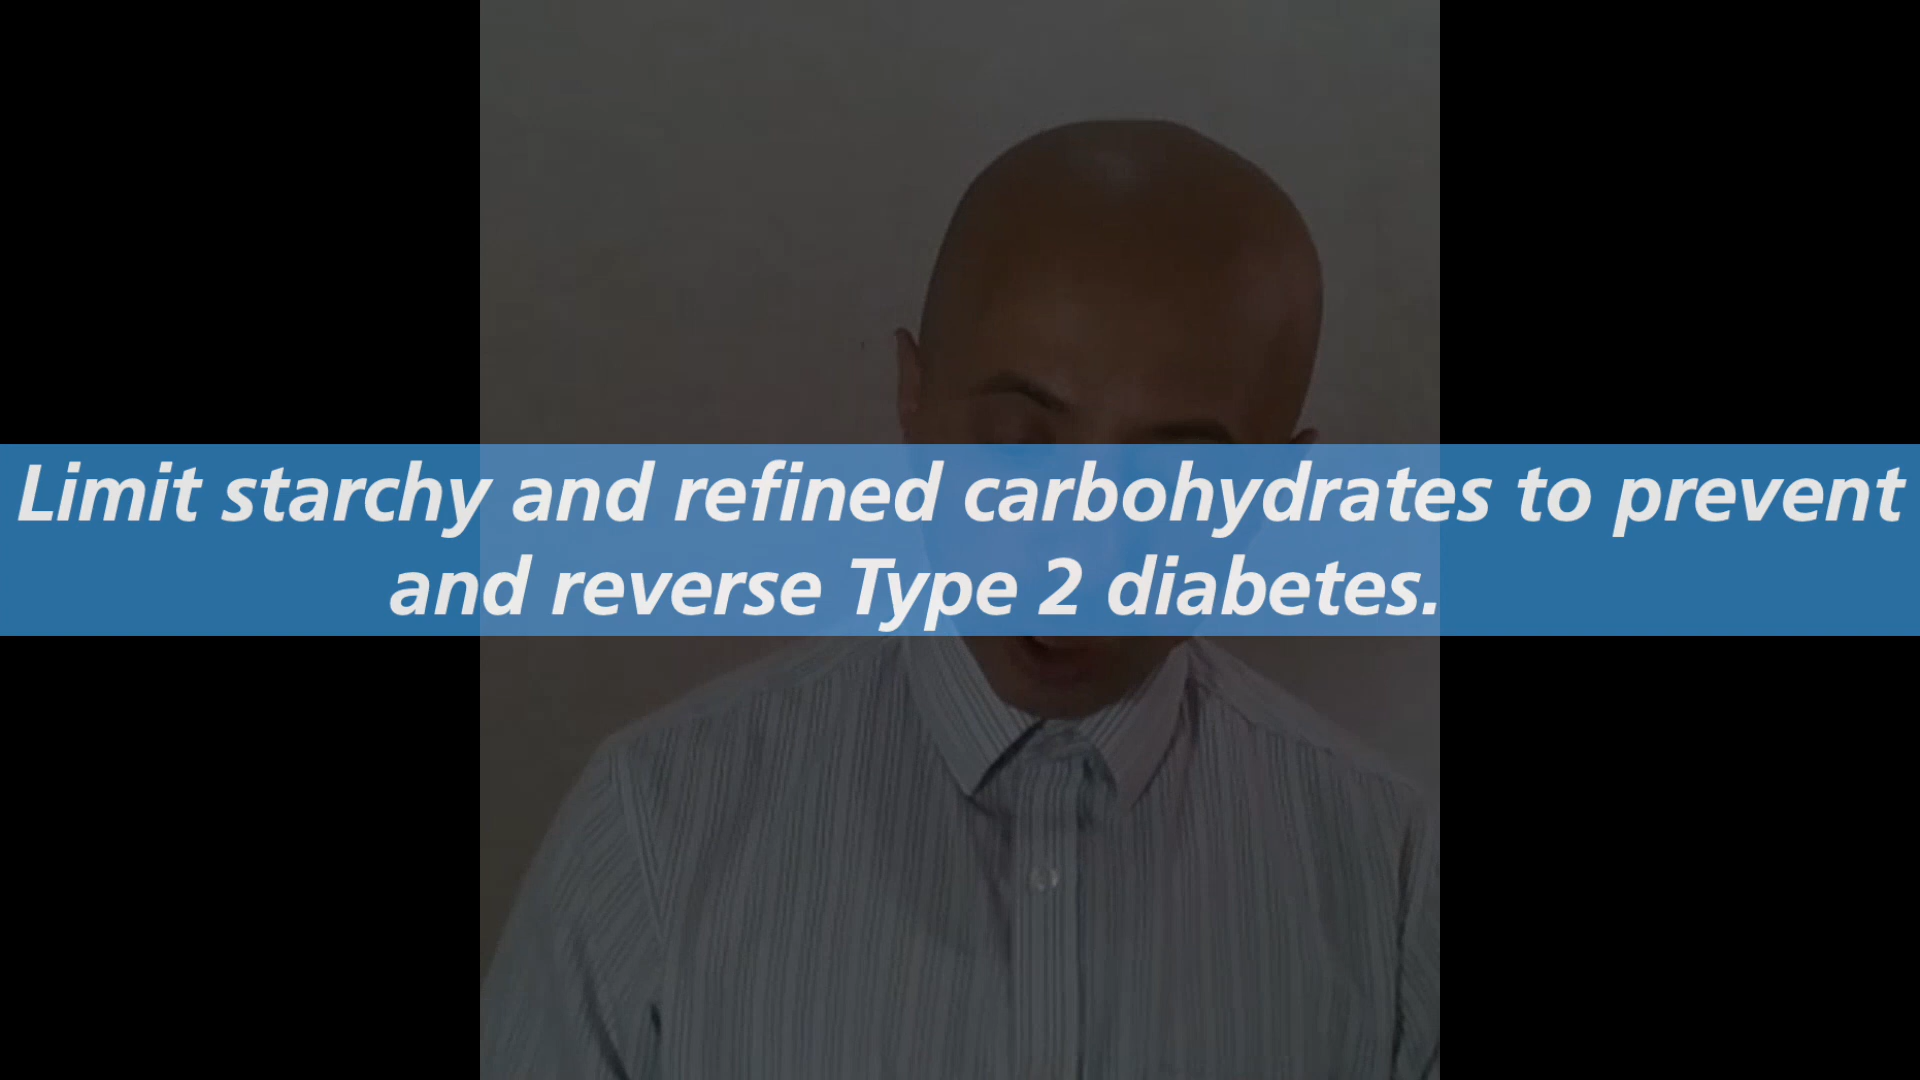 Limit starchy and refined carbohydrates to prevent
and reverse Type 2 diabetes.